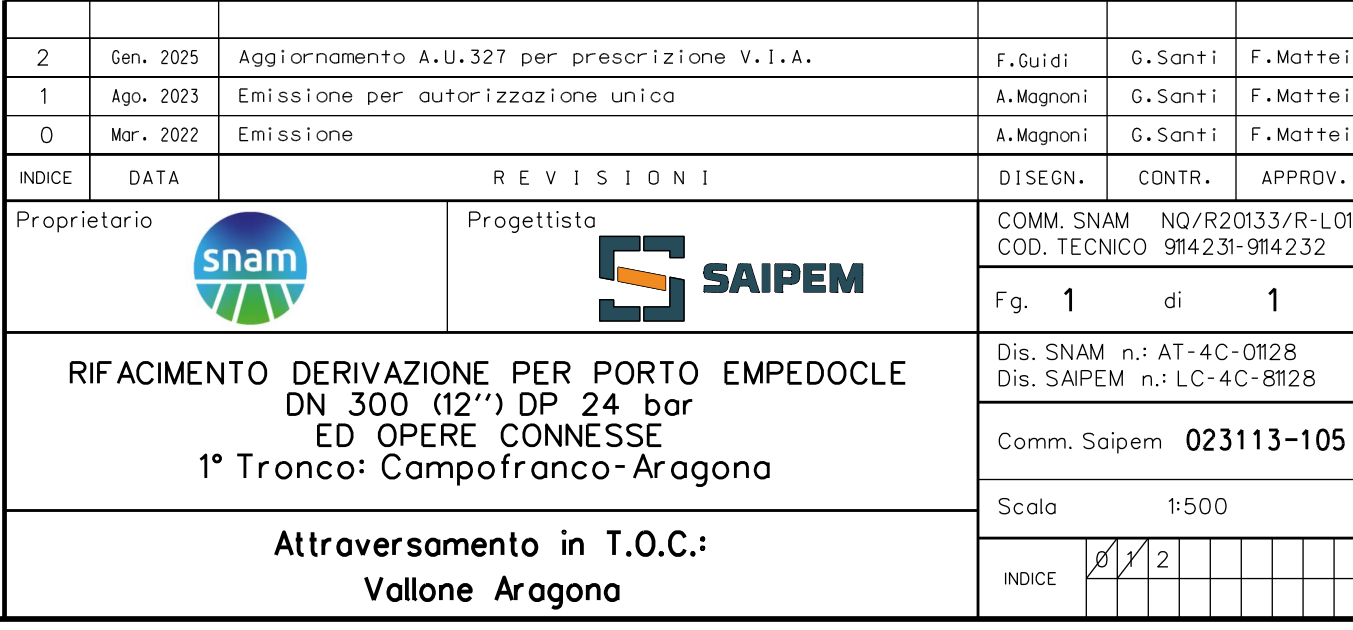 2 Gen. 2025 Aggiornamento A.U.327 per prescrizione V.I.A. F.Guidi G.Santi F.Mattei
1 Ago. 2023 Emissione per autorizzazione unica A.Magnoni G.Santi F.Mattei
0 Mar. 2022 Emissione A.Magnoni G.Santi F.Mattei
INDICE DATA REVISIONI DISEGN. CONTR. APPROV.
Proprietario
snam
Progettista
SAIPEM
COMM. SNAM NQ/R20133/R-L01
COD. TECNICO 9114231-9114232
Fg. 1 di 1
RIFACIMENTO DERIVAZIONE PER PORTO EMPEDOCLE
DN 300 (12'') DP 24 bar
ED OPERE CONNESSE
1° Tronco: Campofranco-Aragona
Dis. SNAM n.: AT-4C-01128
Dis. SAIPEM n.: LC-4C-81128
Comm. Saipem 023113-105
Scala 1:500
Attraversamento in T.O.C.:
Vallone Aragona
INDICE 0 1 2